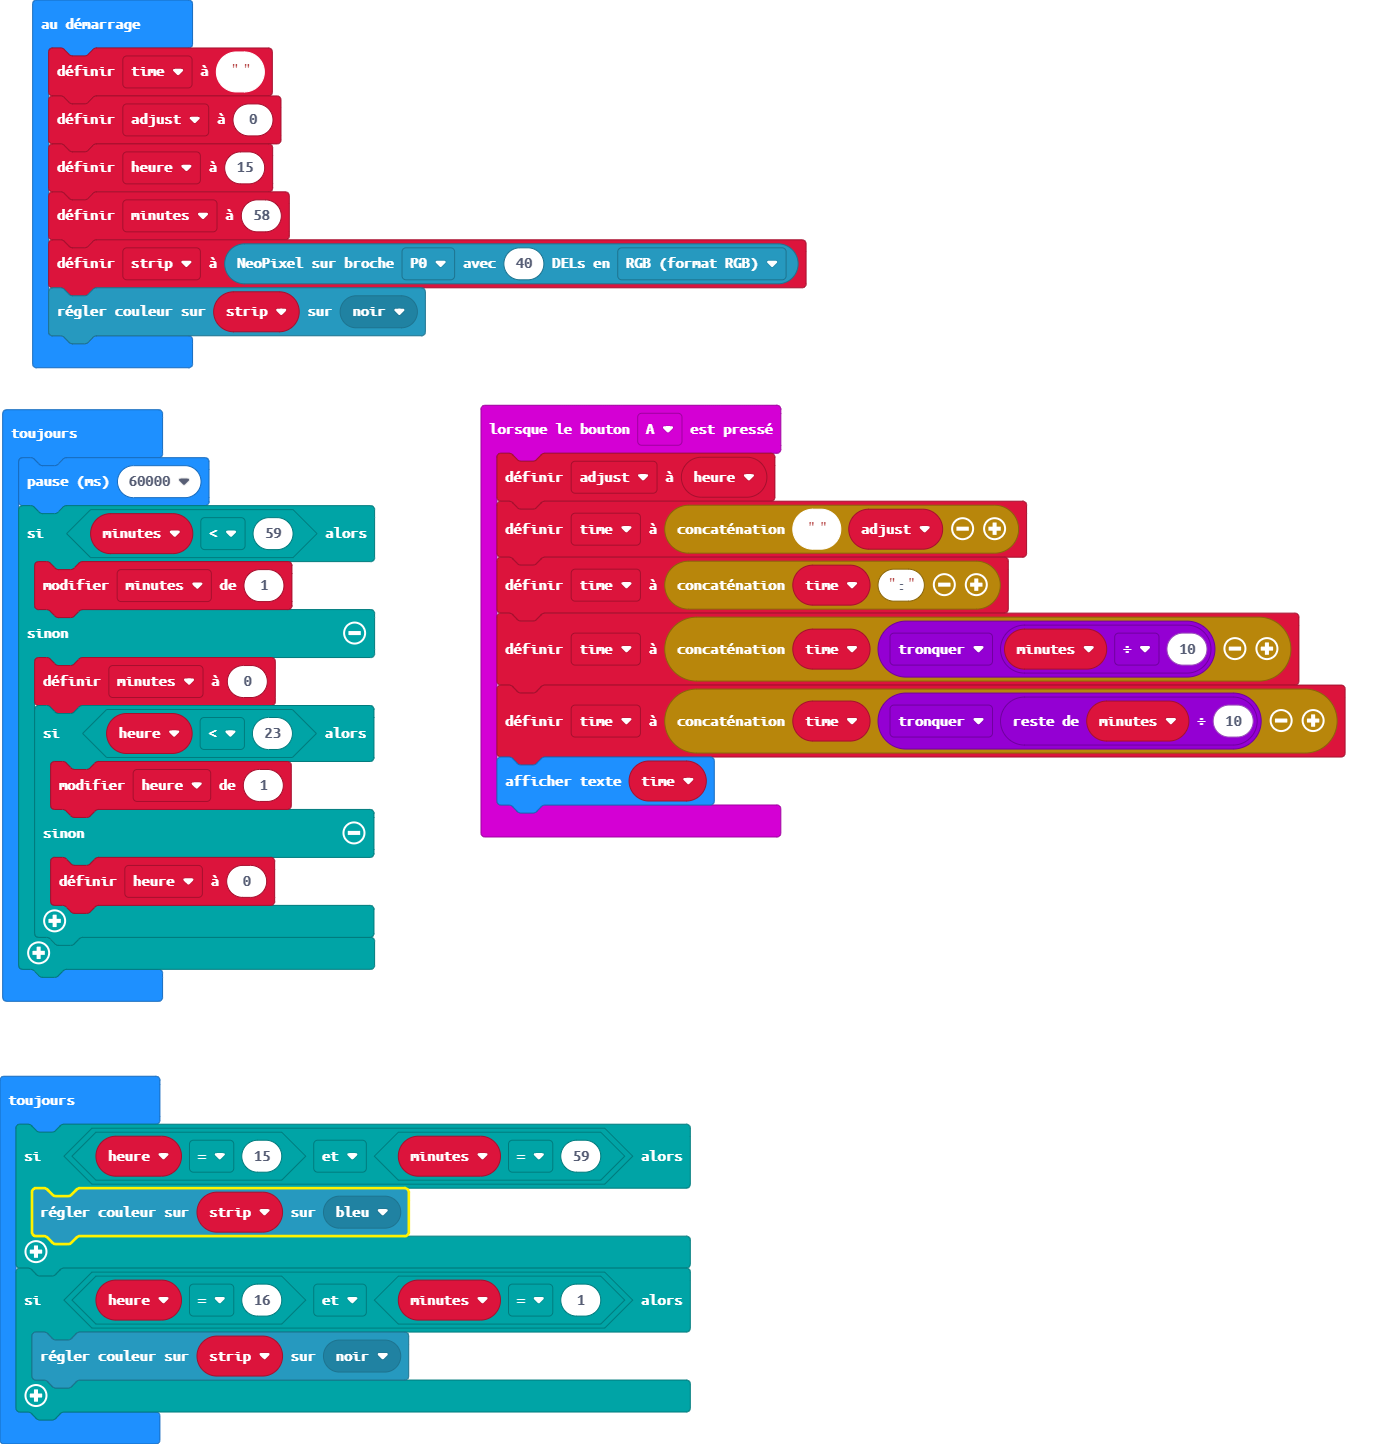 au démarrage
définir time à " "
définir adjust à 0
définir heure à 15
définir minutes à 58
définir strip à NeoPixel sur broche P0 avec 40 DELs en RGB (format RGB)
régler couleur sur strip sur noir
toujours
pause (ms) 60000
si minutes < 59 alors
modifier minutes de 1
sinon
définir minutes à 0
si heure < 23 alors
modifier heure de 1
sinon
définir heure à 0
lorsque le bouton A est pressé
définir adjust à heure
définir time à concaténation " " adjust
définir time à concaténation time ":"
définir time à concaténation time tronquer minutes ÷ 10
définir time à concaténation time tronquer reste de minutes ÷ 10
afficher texte time
toujours
si heure = 15 et minutes = 59 alors
régler couleur sur strip sur bleu
si heure = 16 et minutes = 1 alors
régler couleur sur strip sur noir